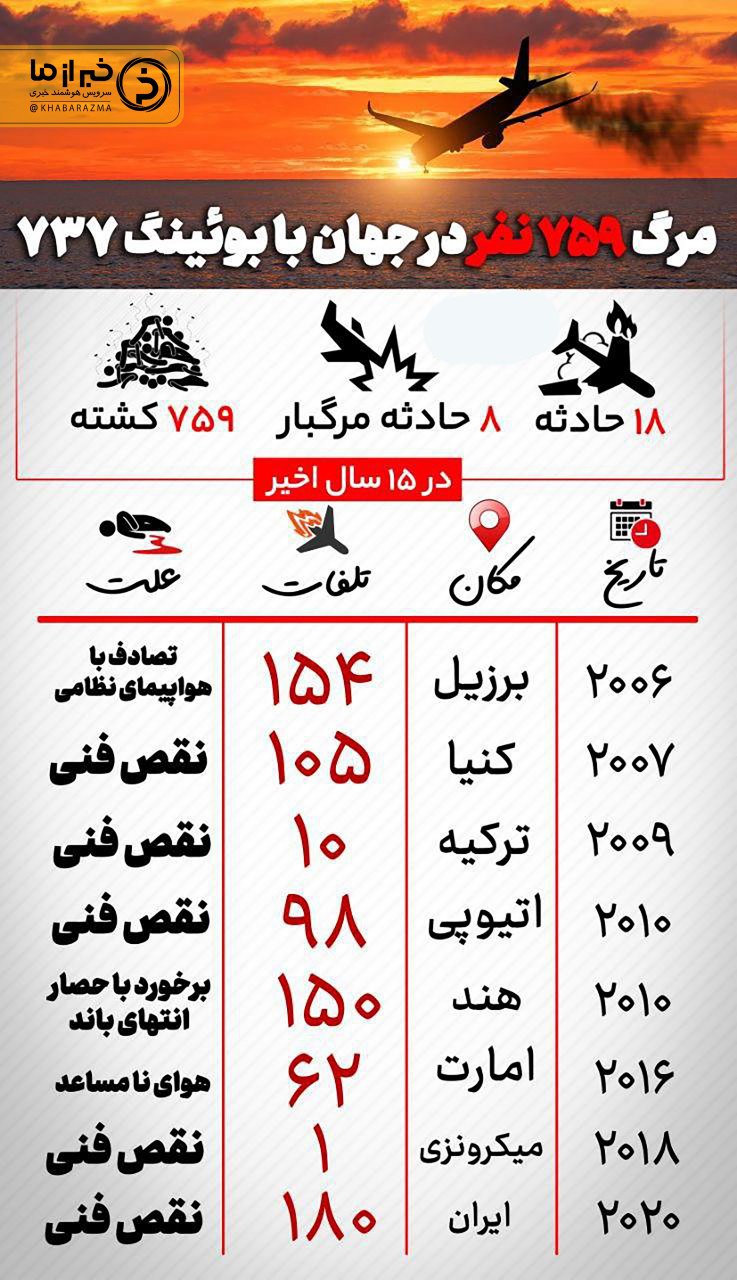 خبر از ما
سرویس هوشمند خبری
@KHABARAZMA
مرگ ۷۵۹ نفر در جهان با بوئینگ ۷۳۷
۱۸ حادثه ۸ حادثه مرگبار ۷۵۹ کشته
در ۱۵ سال اخیر
تاریخ مکان تلفات علت
۲۰۰۶ برزیل ۱۵۴ تصادف با
هواپیمای نظامی
۲۰۰۷ کنیا ۱۰۵ نقص فنی
۲۰۰۹ ترکیه ۱۰ نقص فنی
۲۰۱۰ اتیوپی ۹۸ نقص فنی
۲۰۱۰ هند ۱۵۰ برخورد با حصار
انتهای باند
۲۰۱۶ امارت ۶۲ هوای نا مساعد
۲۰۱۸ میکرونزی ۱ نقص فنی
۲۰۲۰ ایران ۱۸۰ نقص فنی